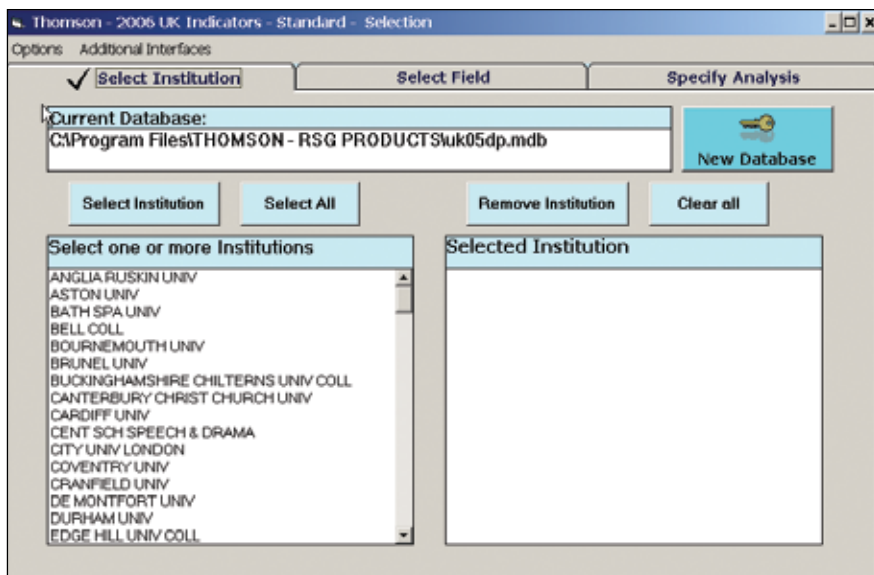 Thomson - 2006 UK Indicators - Standard - Selection
Options Additional Interfaces
Select Institution Select Field Specify Analysis
Current Database:
C:\Program Files\THOMSON - RSG PRODUCTS\uk05dp.mdb
New Database
Select Institution Select All Remove Institution Clear all
Select one or more Institutions Selected Institution
ANGLIA RUSKIN UNIV
ASTON UNIV
BATH SPA UNIV
BELL COLL
BOURNEMOUTH UNIV
BRUNEL UNIV
BUCKINGHAMSHIRE CHILTERNS UNIV COLL
CANTERBURY CHRIST CHURCH UNIV
CARDIFF UNIV
CENT SCH SPEECH & DRAMA
CITY UNIV LONDON
COVENTRY UNIV
CRANFIELD UNIV
DE MONTFORT UNIV
DURHAM UNIV
EDGE HILL UNIV COLL